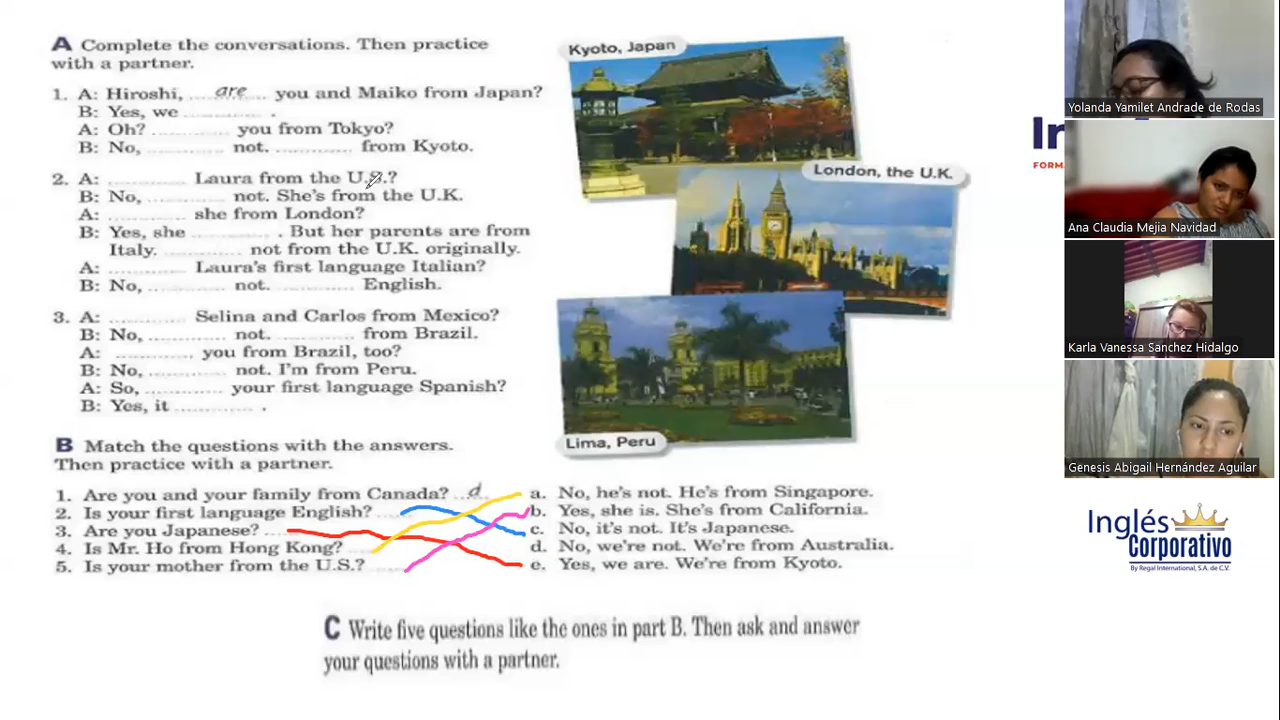 A Complete the conversations. Then practice
with a partner.
1. A: Hiroshi, are you and Maiko from Japan?
B: Yes, we ............ .
A: Oh? ............ you from Tokyo?
B: No, ............ not. ............ from Kyoto.
2. A: ............ Laura from the U.S.?
B: No, ............ not. She's from the U.K.
A: ............ she from London?
B: Yes, she ............ . But her parents are from
Italy. ............ not from the U.K. originally.
A: ............ Laura's first language Italian?
B: No, ............ not. ............ English.
3. A: ............ Selina and Carlos from Mexico?
B: No, ............ not. ............ from Brazil.
A: ............ you from Brazil, too?
B: No, ............ not. I'm from Peru.
A: So, ............ your first language Spanish?
B: Yes, it ............ .
Kyoto, Japan
London, the U.K.
Lima, Peru
B Match the questions with the answers.
Then practice with a partner.
1. Are you and your family from Canada? d
2. Is your first language English? ......
3. Are you Japanese? ......
4. Is Mr. Ho from Hong Kong? ......
5. Is your mother from the U.S.? ......
a. No, he's not. He's from Singapore.
b. Yes, she is. She's from California.
c. No, it's not. It's Japanese.
d. No, we're not. We're from Australia.
e. Yes, we are. We're from Kyoto.
C Write five questions like the ones in part B. Then ask and answer
your questions with a partner.
In
FORM
Yolanda Yamilet Andrade de Rodas
Ana Claudia Mejia Navidad
Karla Vanessa Sanchez Hidalgo
Genesis Abigail Hernández Aguilar
Inglés
Corporativo
By Regal International, S.A. de C.V.